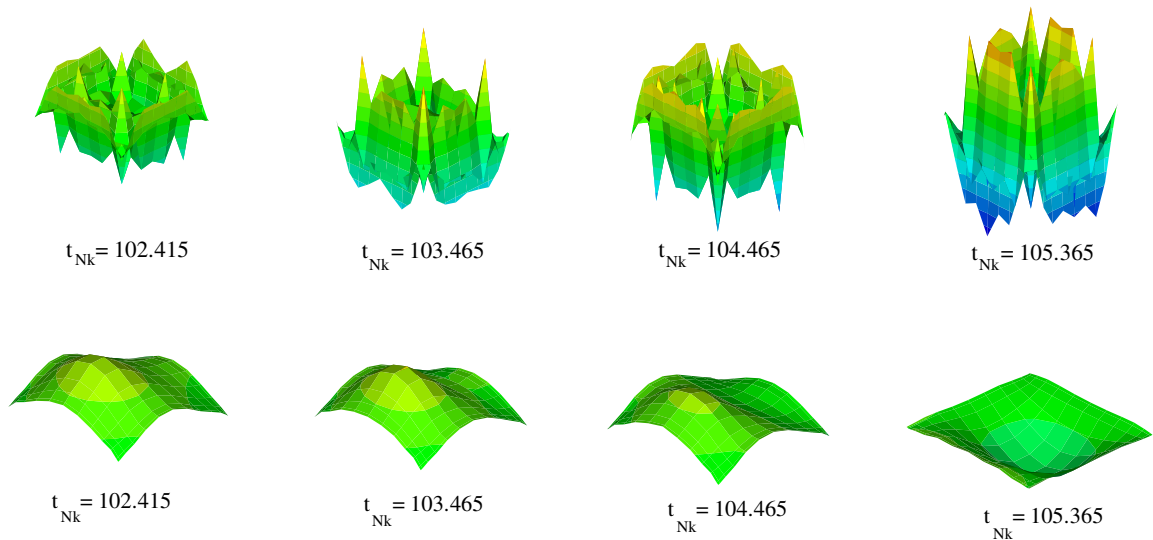 t_Nk = 102.415
t_Nk = 103.465
t_Nk = 104.465
t_Nk = 105.365
t_Nk = 102.415
t_Nk = 103.465
t_Nk = 104.465
t_Nk = 105.365